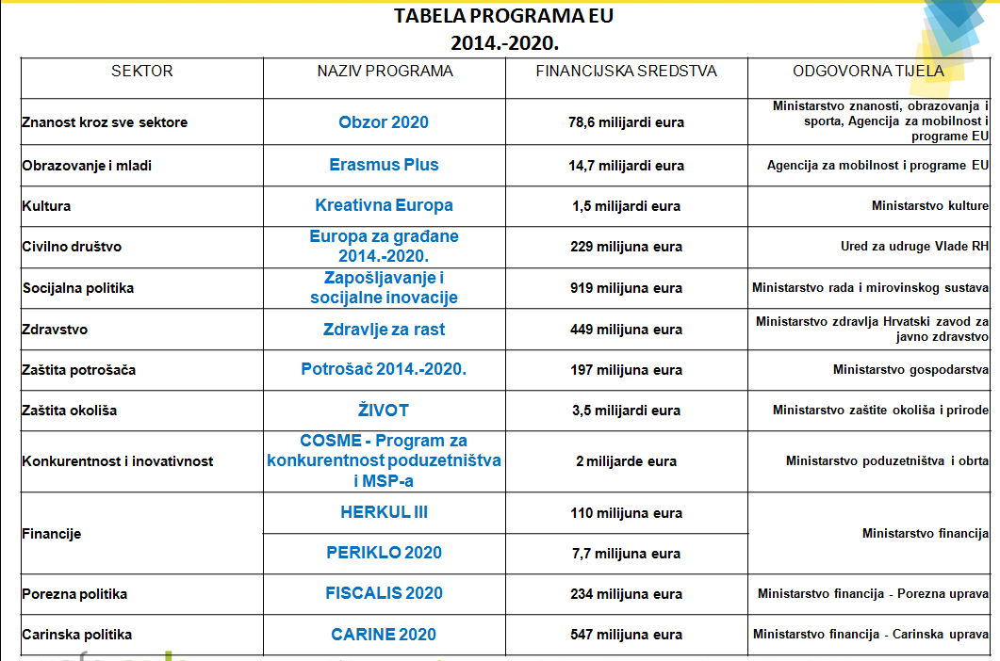 TABELA PROGRAMA EU
2014.-2020.
SEKTOR NAZIV PROGRAMA FINANCIJSKA SREDSTVA ODGOVORNA TIJELA
Znanost kroz sve sektore
Obzor 2020
78,6 milijardi eura
Ministarstvo znanosti, obrazovanja i
sporta, Agencija za mobilnost i
programe EU
Obrazovanje i mladi
Erasmus Plus
14,7 milijardi eura
Agencija za mobilnost i programe EU
Kultura
Kreativna Europa
1,5 milijardi eura
Ministarstvo kulture
Civilno društvo
Europa za građane
2014.-2020.
229 milijuna eura
Ured za udruge Vlade RH
Socijalna politika
Zapošljavanje i
socijalne inovacije
919 milijuna eura
Ministarstvo rada i mirovinskog sustava
Zdravstvo
Zdravlje za rast
449 milijuna eura
Ministarstvo zdravlja Hrvatski zavod za
javno zdravstvo
Zaštita potrošača
Potrošač 2014.-2020.
197 milijuna eura
Ministarstvo gospodarstva
Zaštita okoliša
ŽIVOT
3,5 milijardi eura
Ministarstvo zaštite okoliša i prirode
Konkurentnost i inovativnost
COSME - Program za
konkurentnost poduzetništva
i MSP-a
2 milijarde eura
Ministarstvo poduzetništva i obrta
Financije
HERKUL III
110 milijuna eura
PERIKLO 2020
7,7 milijuna eura
Ministarstvo financija
Porezna politika
FISCALIS 2020
234 milijuna eura
Ministarstvo financija - Porezna uprava
Carinska politika
CARINE 2020
547 milijuna eura
Ministarstvo financija - Carinska uprava